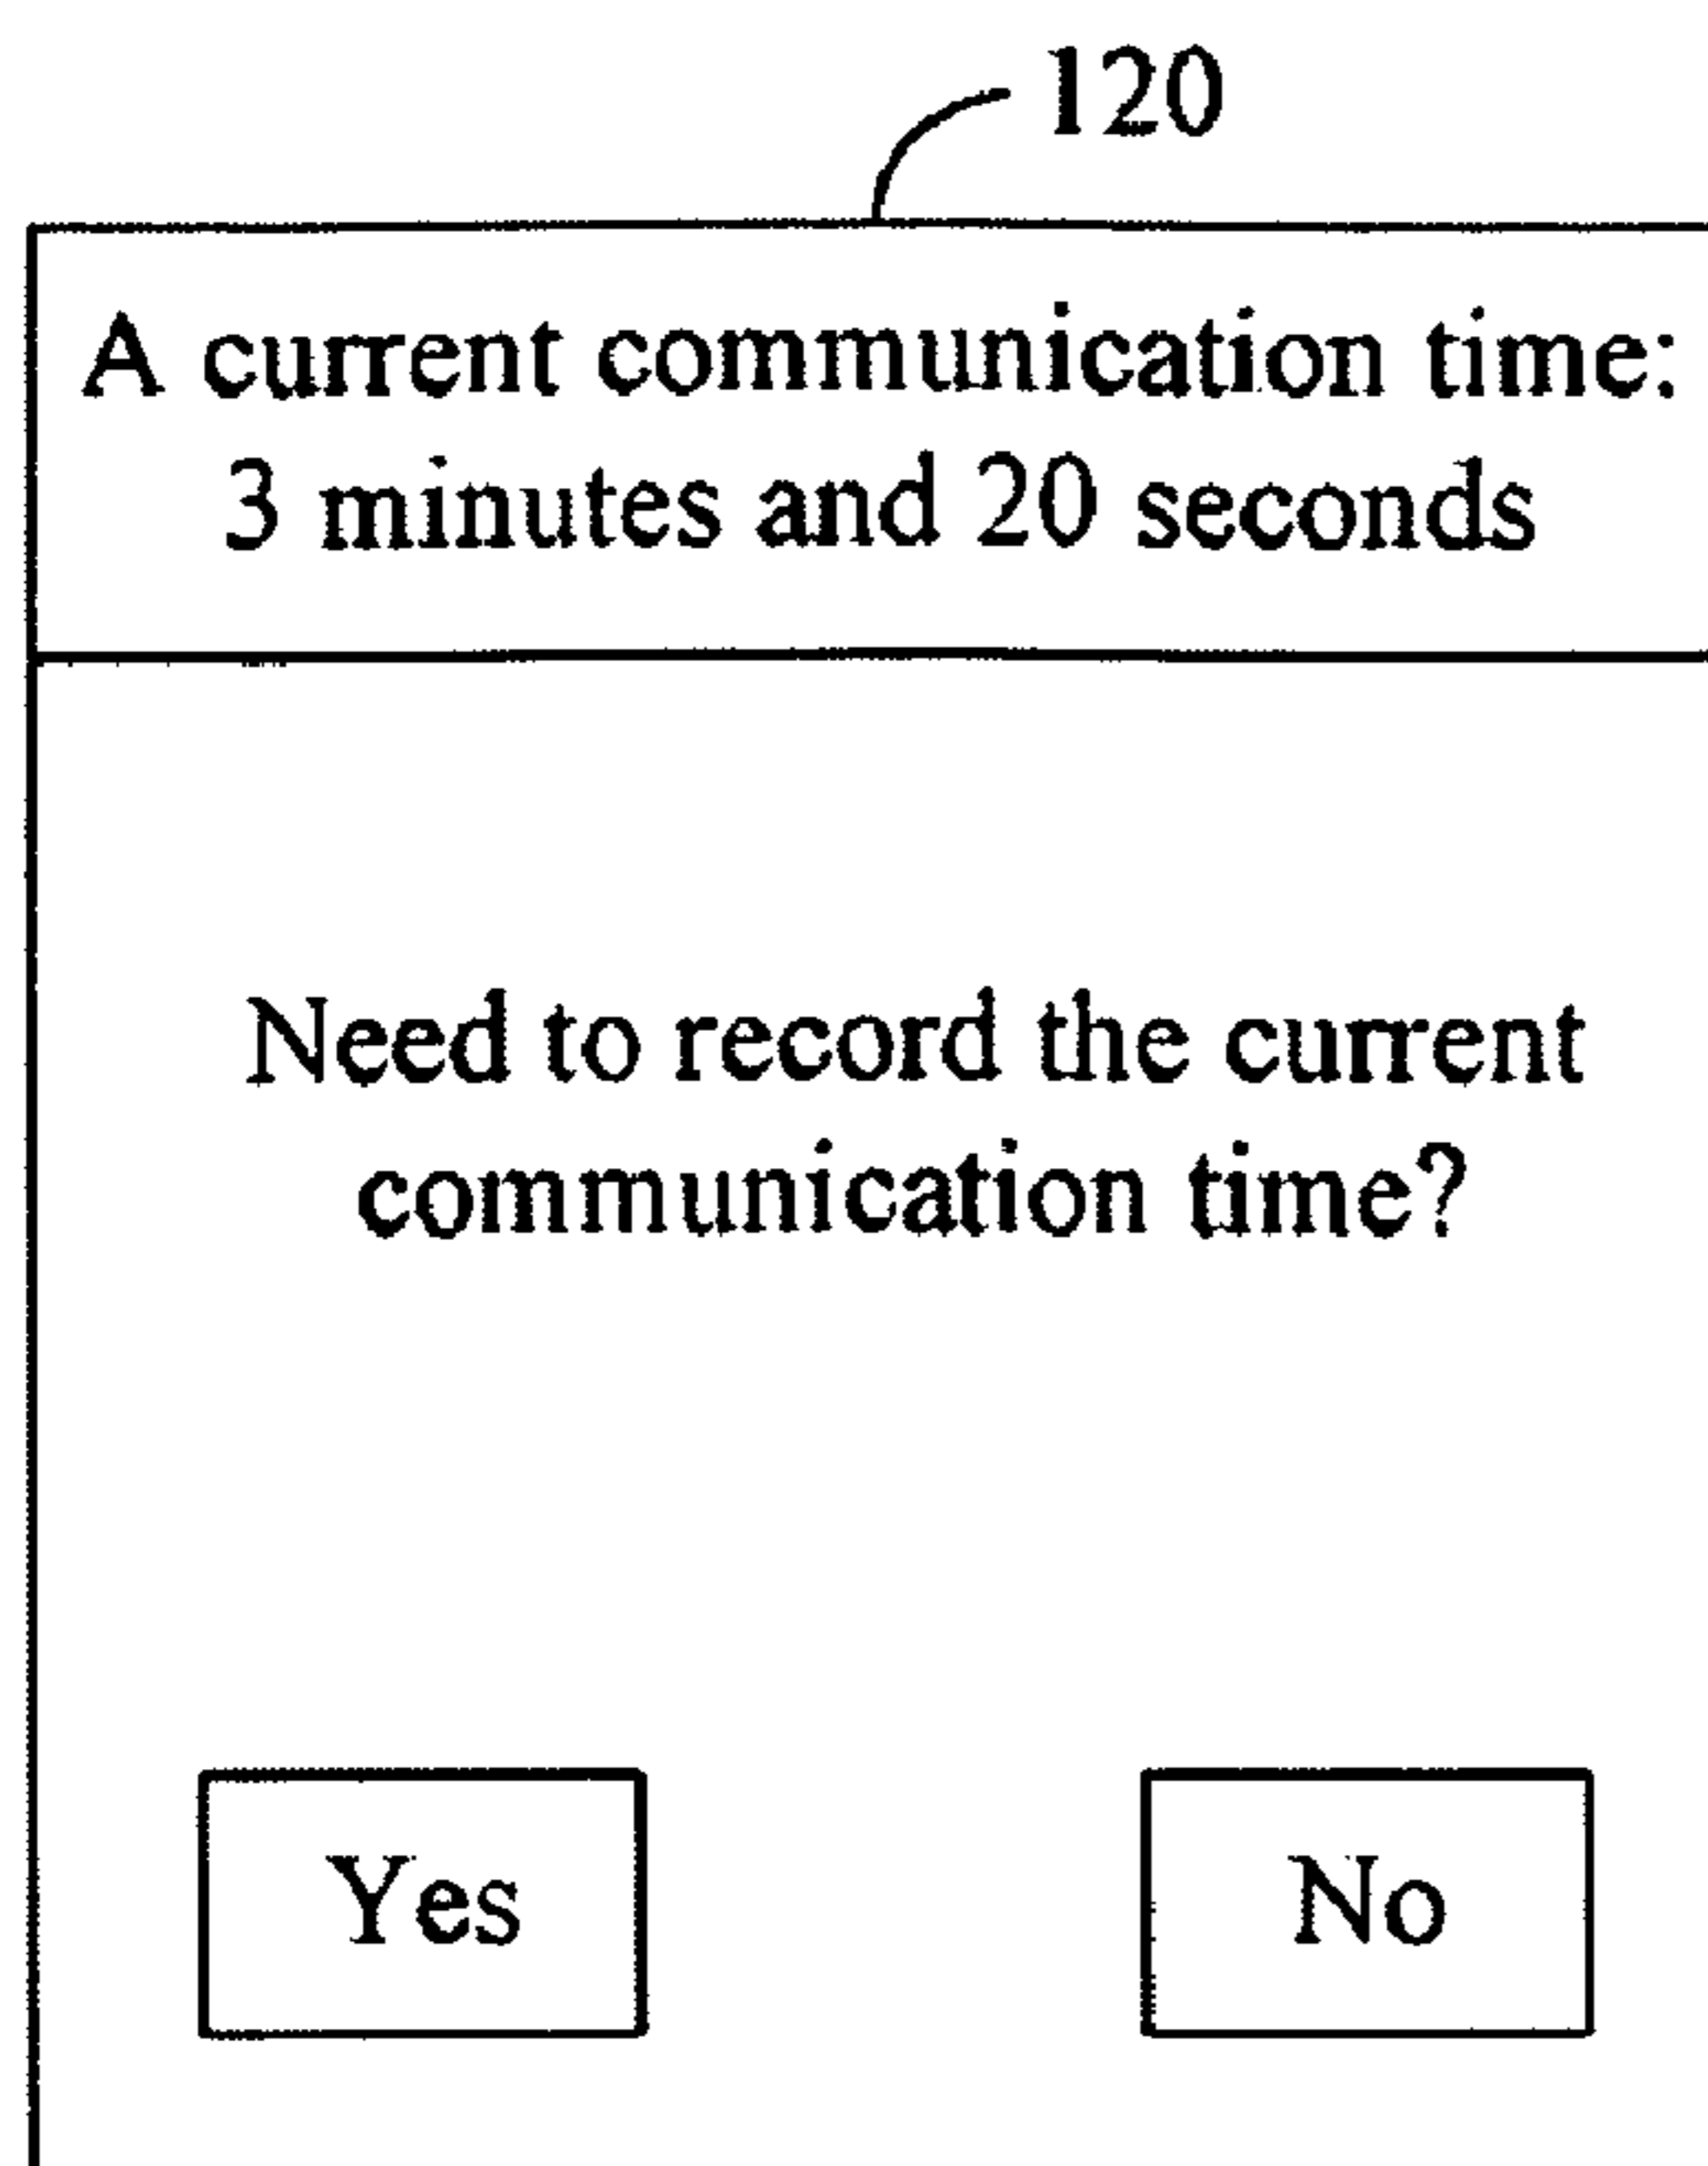 120
A current communication time:
3 minutes and 20 seconds
Need to record the current
communication time?
Yes
No